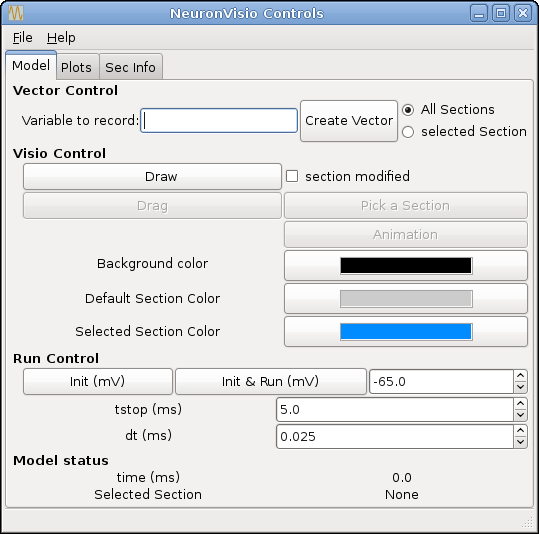 NeuronVisio Controls
File Help
Model Plots Sec Info
Vector Control
Variable to record: Create Vector All Sections
selected Section
Visio Control
Draw section modified
Drag Pick a Section
Animation
Background color
Default Section Color
Selected Section Color
Run Control
Init (mV) Init & Run (mV) -65.0
tstop (ms) 5.0
dt (ms) 0.025
Model status
time (ms) 0.0
Selected Section None